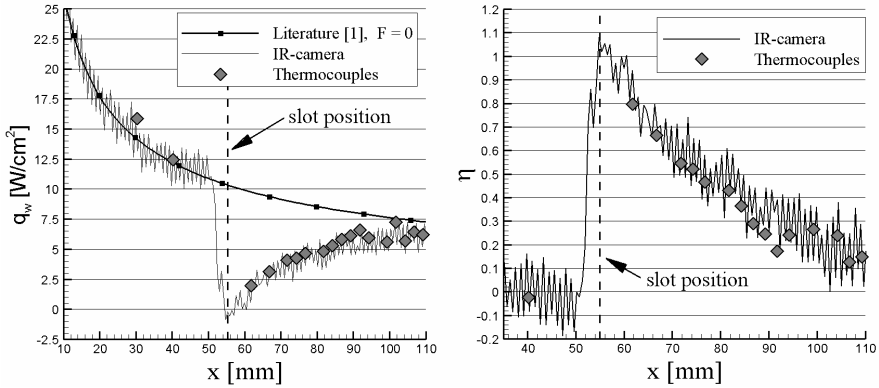 25
22.5
20
17.5
15
12.5
10
7.5
5
2.5
0
-2.5
q_w [W/cm²]
10 20 30 40 50 60 70 80 90 100 110
x [mm]
Literature [1], F = 0
IR-camera
Thermocouples
slot position
1.2
1.1
1
0.9
0.8
0.7
0.6
0.5
0.4
0.3
0.2
0.1
0
-0.1
-0.2
η
40 50 60 70 80 90 100 110
x [mm]
IR-camera
Thermocouples
slot position